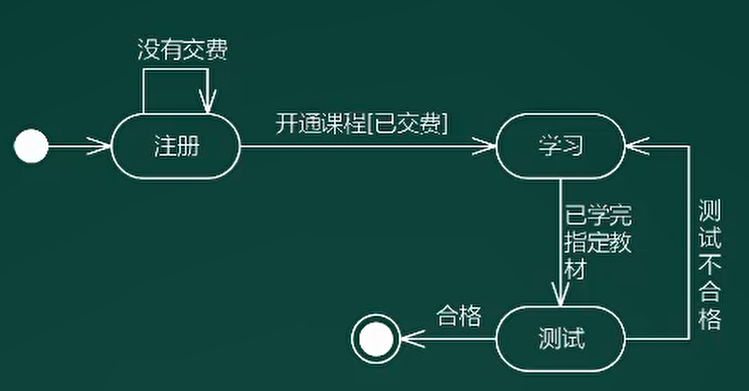 没有交费
开通课程[已交费]
注册
学习
已学完
指定教
材
测
试
不
合
格
合格
测试